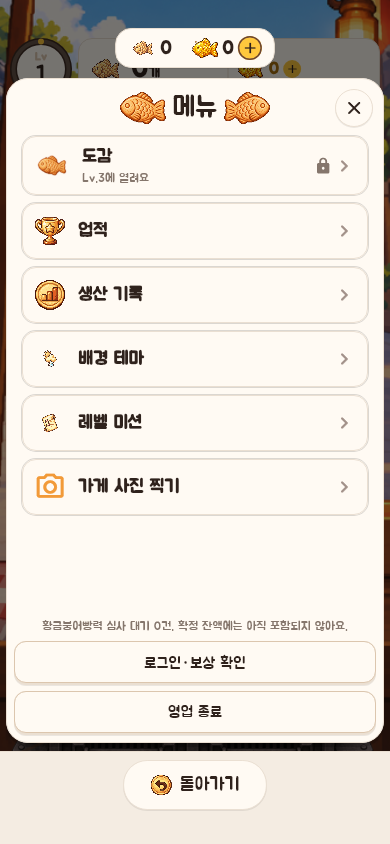 0 0
Lv
1
메뉴
도감
Lv.3에 열려요
업적
생산 기록
배경 테마
레벨 미션
가게 사진 찍기
황금붕어빵력 심사 대기 0건, 확정 잔액에는 아직 포함되지 않아요.
로그인·보상 확인
영업 종료
돌아가기